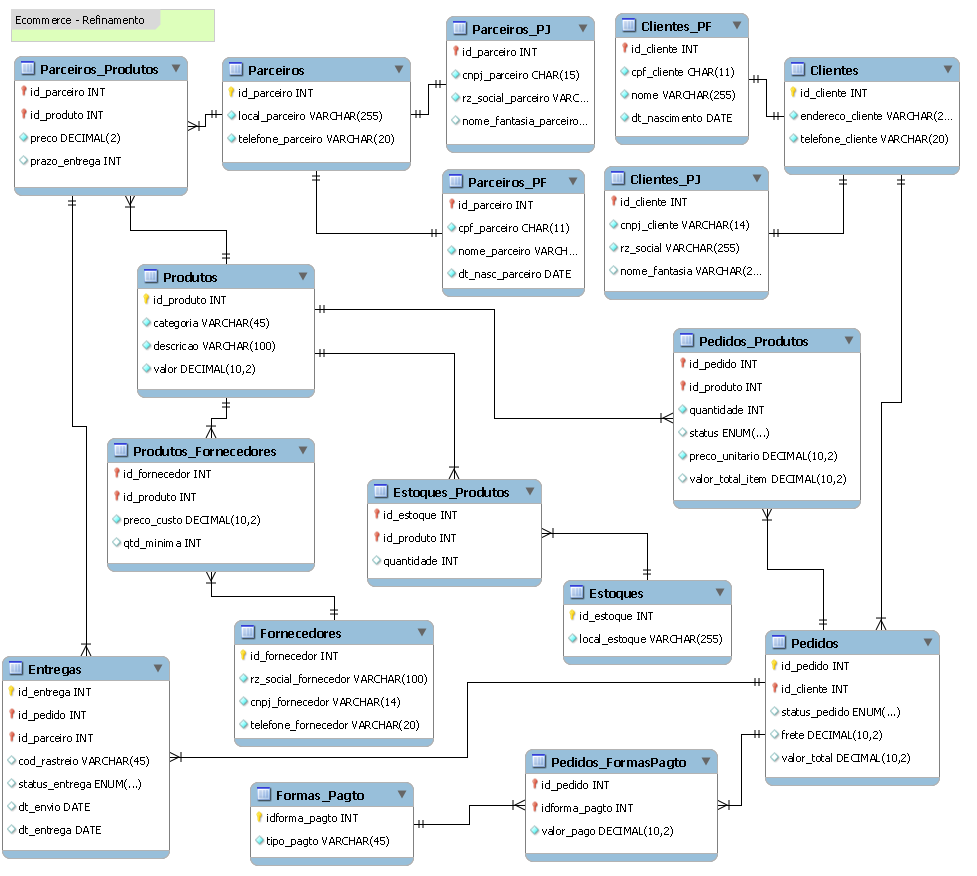 Ecommerce - Refinamento
Parceiros_Produtos
id_parceiro INT
id_produto INT
preco DECIMAL(2)
prazo_entrega INT
Parceiros
id_parceiro INT
local_parceiro VARCHAR(255)
telefone_parceiro VARCHAR(20)
Parceiros_PJ
id_parceiro INT
cnpj_parceiro CHAR(15)
rz_social_parceiro VARC...
nome_fantasia_parceiro...
Clientes_PF
id_cliente INT
cpf_cliente CHAR(11)
nome VARCHAR(255)
dt_nascimento DATE
Clientes
id_cliente INT
endereco_cliente VARCHAR(2...
telefone_cliente VARCHAR(20)
Parceiros_PF
id_parceiro INT
cpf_parceiro CHAR(11)
nome_parceiro VARCH...
dt_nasc_parceiro DATE
Clientes_PJ
id_cliente INT
cnpj_cliente VARCHAR(14)
rz_social VARCHAR(255)
nome_fantasia VARCHAR(2...
Produtos
id_produto INT
categoria VARCHAR(45)
descricao VARCHAR(100)
valor DECIMAL(10,2)
Pedidos_Produtos
id_pedido INT
id_produto INT
quantidade INT
status ENUM(...)
preco_unitario DECIMAL(10,2)
valor_total_item DECIMAL(10,2)
Produtos_Fornecedores
id_fornecedor INT
id_produto INT
preco_custo DECIMAL(10,2)
qtd_minima INT
Estoques_Produtos
id_estoque INT
id_produto INT
quantidade INT
Estoques
id_estoque INT
local_estoque VARCHAR(255)
Fornecedores
id_fornecedor INT
rz_social_fornecedor VARCHAR(100)
cnpj_fornecedor VARCHAR(14)
telefone_fornecedor VARCHAR(20)
Pedidos
id_pedido INT
id_cliente INT
status_pedido ENUM(...)
frete DECIMAL(10,2)
valor_total DECIMAL(10,2)
Entregas
id_entrega INT
id_pedido INT
id_parceiro INT
cod_rastreio VARCHAR(45)
status_entrega ENUM(...)
dt_envio DATE
dt_entrega DATE
Formas_Pagto
idforma_pagto INT
tipo_pagto VARCHAR(45)
Pedidos_FormasPagto
id_pedido INT
idforma_pagto INT
valor_pago DECIMAL(10,2)